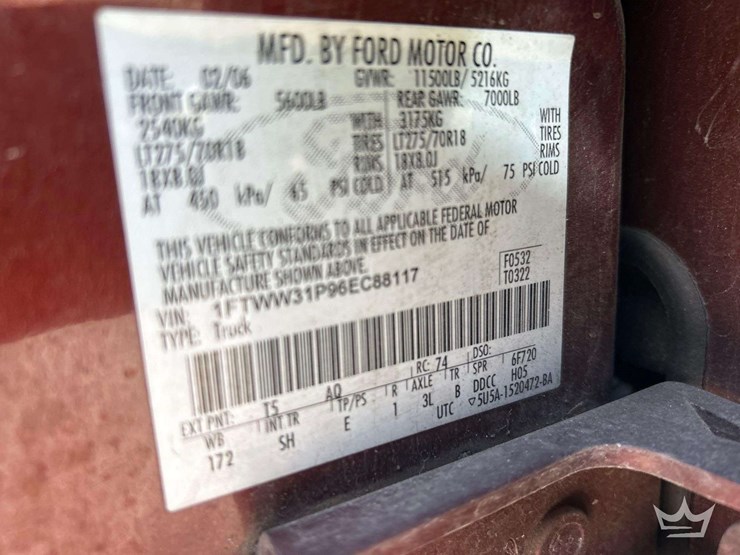 MFD. BY FORD MOTOR CO.
DATE: 02/06 GVWR: 11500LB/ 5216KG
FRONT GAWR: 5600LB REAR GAWR: 7000LB
2540KG WITH 3175KG WITH
LT275/70R18 TIRES LT275/70R18 TIRES
18X8.0J RIMS 18X8.0J RIMS
AT 450 kPa/ 65 PSI COLD AT 515 kPa/ 75 PSI COLD
THIS VEHICLE CONFORMS TO ALL APPLICABLE FEDERAL MOTOR
VEHICLE SAFETY STANDARDS IN EFFECT ON THE DATE OF
MANUFACTURE SHOWN ABOVE.
F0532
VIN: 1FTWW31P96EC88117 T0322
TYPE: Truck
EXT PNT: T5 AQ RC: 74 DSO:
WB INT TR TP/PS R AXLE TR SPR 6F720
172 SH E 1 3L B DDCC H05
UTC ▽5U5A-1520472-BA